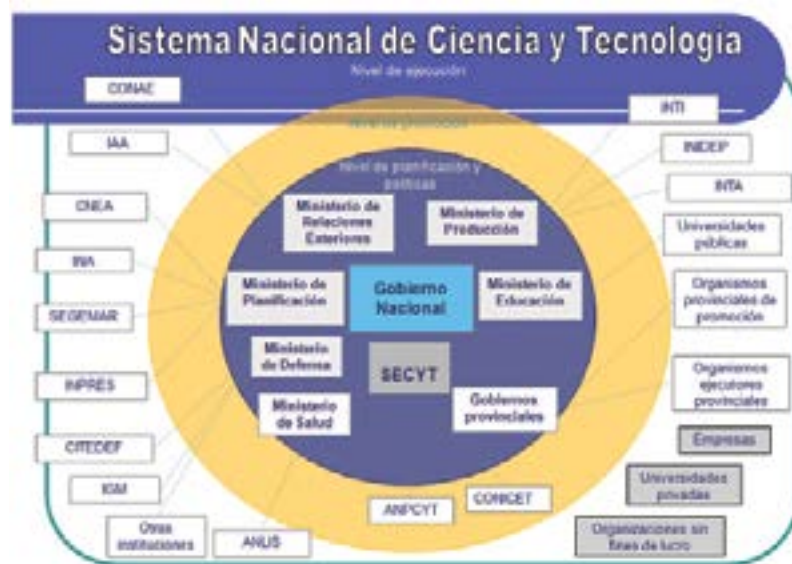 Sistema Nacional de Ciencia y Tecnología
Nivel de ejecución
CONAE
INTI
Nivel de promoción
IAA
INIDEP
Nivel de planificación y
políticas
INTA
CNEA
Ministerio de
Relaciones
Exteriores
Ministerio de
Producción
Universidades
públicas
INA
Ministerio de
Planificación
Gobierno
Nacional
Ministerio de
Educación
Organismos
provinciales de
promoción
SEGEMAR
Ministerio
de Defensa
SECYT
INPRES
Organismos
ejecutores
provinciales
Ministerio
de Salud
Gobiernos
provinciales
CITEDEF
Empresas
IGM
Universidades
privadas
ANPCYT
CONICET
Otras
instituciones
ANLIS
Organizaciones sin
fines de lucro